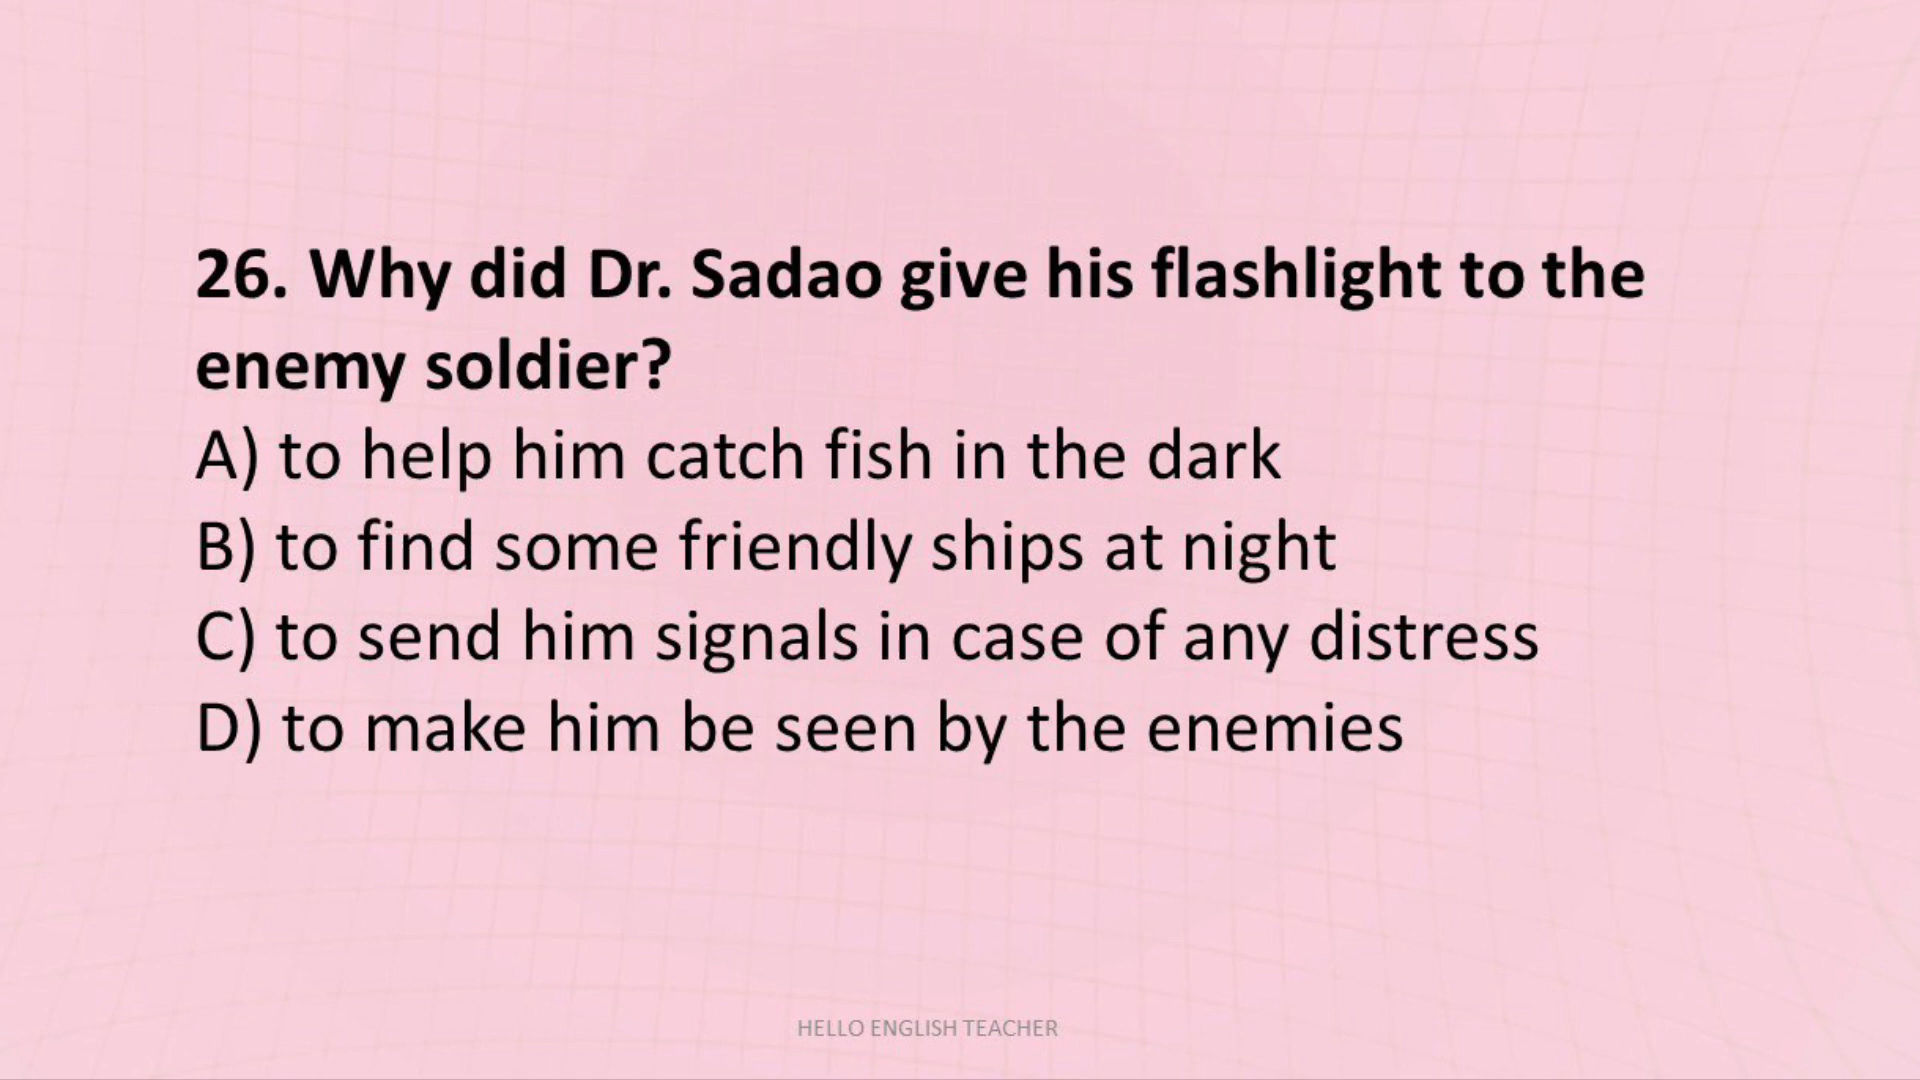 26. Why did Dr. Sadao give his flashlight to the
enemy soldier?
A) to help him catch fish in the dark
B) to find some friendly ships at night
C) to send him signals in case of any distress
D) to make him be seen by the enemies
HELLO ENGLISH TEACHER